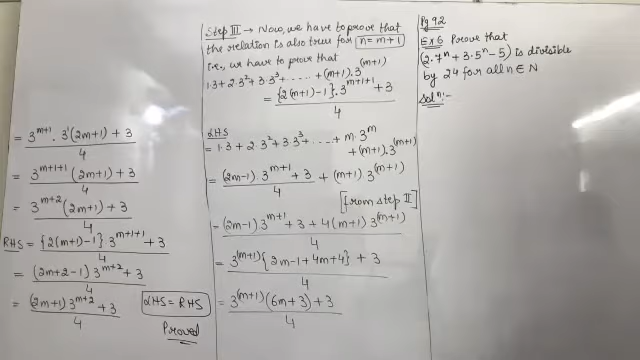 Step III → Now, we have to prove that
the relation is also true for n = m+1
i.e., we have to prove that
1.3 + 2.3² + 3.3³ + ..... + (m+1).3^(m+1)
= {2(m+1)-1}.3^(m+1+1) + 3 / 4
LHS
= 1.3 + 2.3² + 3.3³ + .... + m.3^m
+ (m+1).3^(m+1)
= (2m-1).3^(m+1) + 3 / 4 + (m+1) 3^(m+1)
[from step II]
= (2m-1) 3^(m+1) + 3 + 4(m+1) 3^(m+1) / 4
= 3^(m+1) {2m-1+4m+4} + 3 / 4
= 3^(m+1) (6m+3) + 3 / 4
= 3^(m+1) . 3¹(2m+1) + 3 / 4
= 3^(m+1+1) (2m+1) + 3 / 4
= 3^(m+2) (2m+1) + 3 / 4
RHS = {2(m+1)-1} . 3^(m+1+1) + 3 / 4
= (2m+2-1) 3^(m+2) + 3 / 4
= (2m+1) 3^(m+2) + 3 / 4
LHS = RHS
Proved
Pg 92
Ex 6 Prove that
(2.7ⁿ + 3.5ⁿ - 5) is divisible
by 24 for all n ∈ N
Solⁿ:-